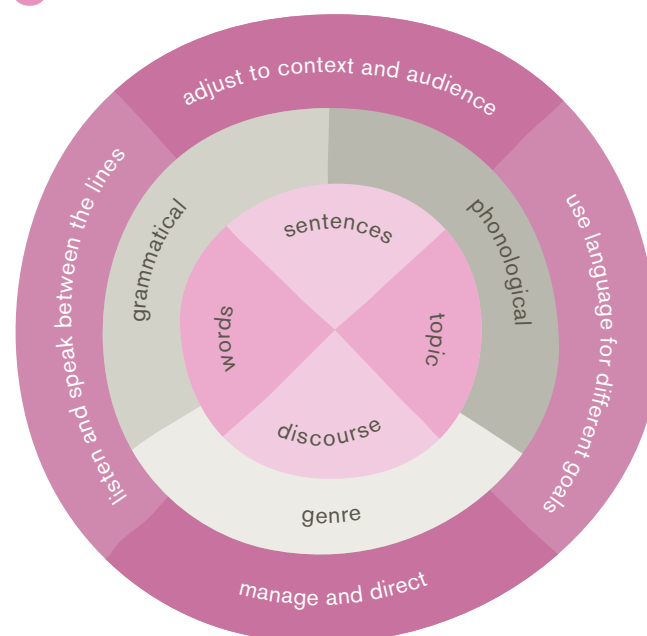 adjust to context and audience
use language for different goals
manage and direct
listen and speak between the lines
grammatical
phonological
genre
sentences
topic
discourse
words